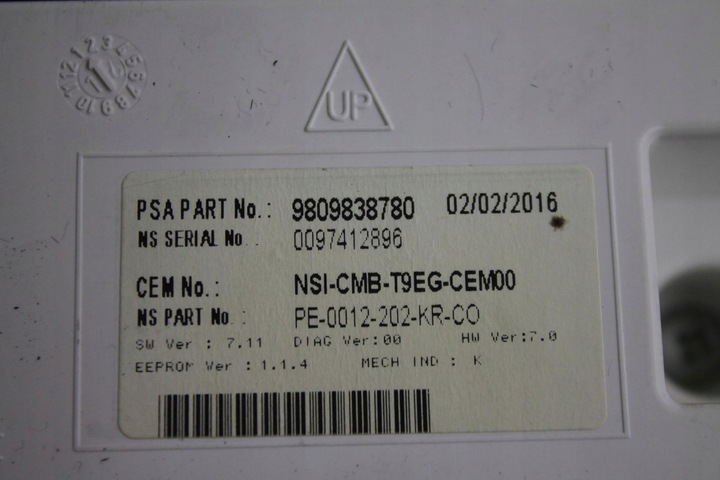 UP
PSA PART No.: 9809838780 02/02/2016
NS SERIAL No. : 0097412896
CEM No.: NSI-CMB-T9EG-CEM00
NS PART No. : PE-0012-202-KR-CO
SW Ver : 7.11 DIAG Ver:00 HW Ver:7.0
EEPROM Ver : 1.1.4 MECH IND : K